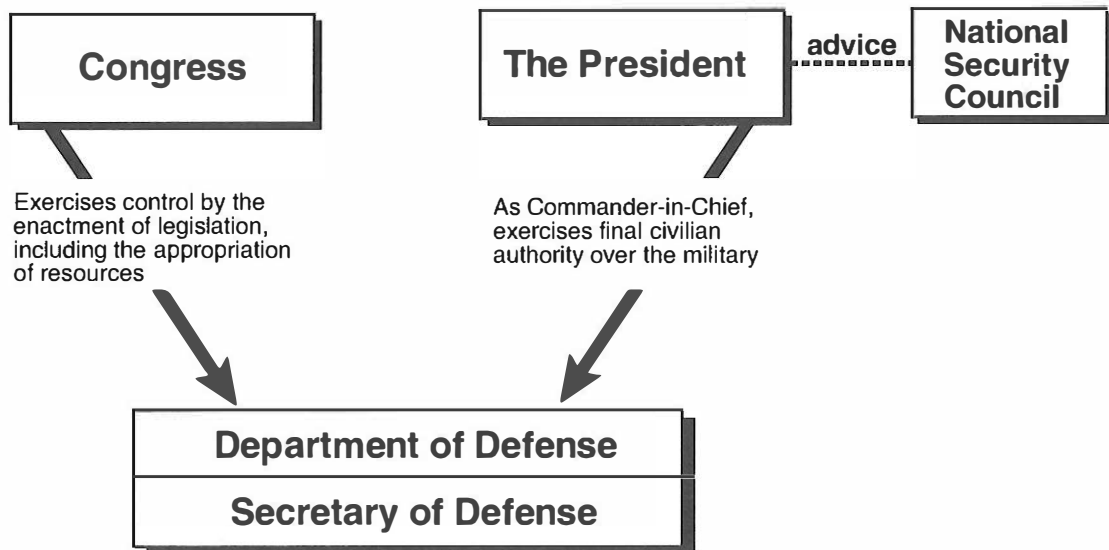 Congress
The President
advice
National
Security
Council
Exercises control by the
enactment of legislation,
including the appropriation
of resources
As Commander-in-Chief,
exercises final civilian
authority over the military
Department of Defense
Secretary of Defense